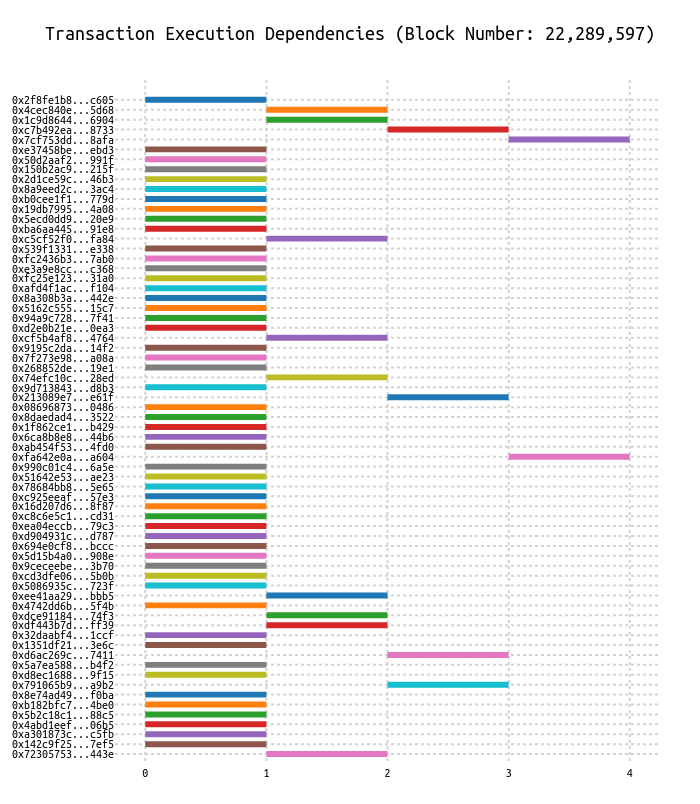 Transaction Execution Dependencies (Block Number: 22,289,597)
0x2f8fe1b8...c605
0x4cec840e...5d68
0x1c9d8644...6904
0xc7b492ea...8733
0x7cf753dd...8afa
0xe37458be...ebd3
0x50d2aaf2...991f
0x150b2ac9...215f
0x2d1ce59c...46b3
0x8a9eed2c...3ac4
0xb0cee1f1...779d
0x19db7995...4a08
0x5ecd0dd9...20e9
0xba6aa445...91e8
0xc5cf52f0...fa84
0x539f1331...e338
0xfc2436b3...7ab0
0xe3a9e8cc...c368
0xfc25e123...31a0
0xafd4f1ac...f104
0x8a308b3a...442e
0x5162c555...15c7
0x94a9c728...7f41
0xd2e0b21e...0ea3
0xcf5b4af8...4764
0x9195c2da...14f2
0x7f273e98...a08a
0x268852de...19e1
0x74efc10c...28ed
0x9d713843...d8b3
0x213089e7...e61f
0x08696873...0486
0x8daedad4...3522
0x1f862ce1...b429
0x6ca8b8e8...44b6
0xab454f53...4fd0
0xfa642e0a...a604
0x990c01c4...6a5e
0x51642e53...ae23
0x78684bb8...5e65
0xc925eeaf...57e3
0x16d207d6...8f87
0xc8c6e5c1...cd31
0xea04eccb...79c3
0xd904931c...d787
0x694e0cf8...bccc
0x5d15b4a0...908e
0x9ceceebe...3b70
0xcd3dfe06...5b0b
0x5086935c...723f
0xee41aa29...bbb5
0x4742dd6b...5f4b
0xdce91184...74f3
0xdf443b7d...ff39
0x32daabf4...1ccf
0x1351df21...3e6c
0xd6ac269c...7411
0x5a7ea588...b4f2
0xd8ec1688...9f15
0x791065b9...a9b2
0x8e74ad49...f0ba
0xb182bfc7...4be0
0x5b2c18c1...88c5
0x4abd1eef...06b5
0xa301873c...c5fb
0x142c9f25...7ef5
0x72305753...443e
0 1 2 3 4